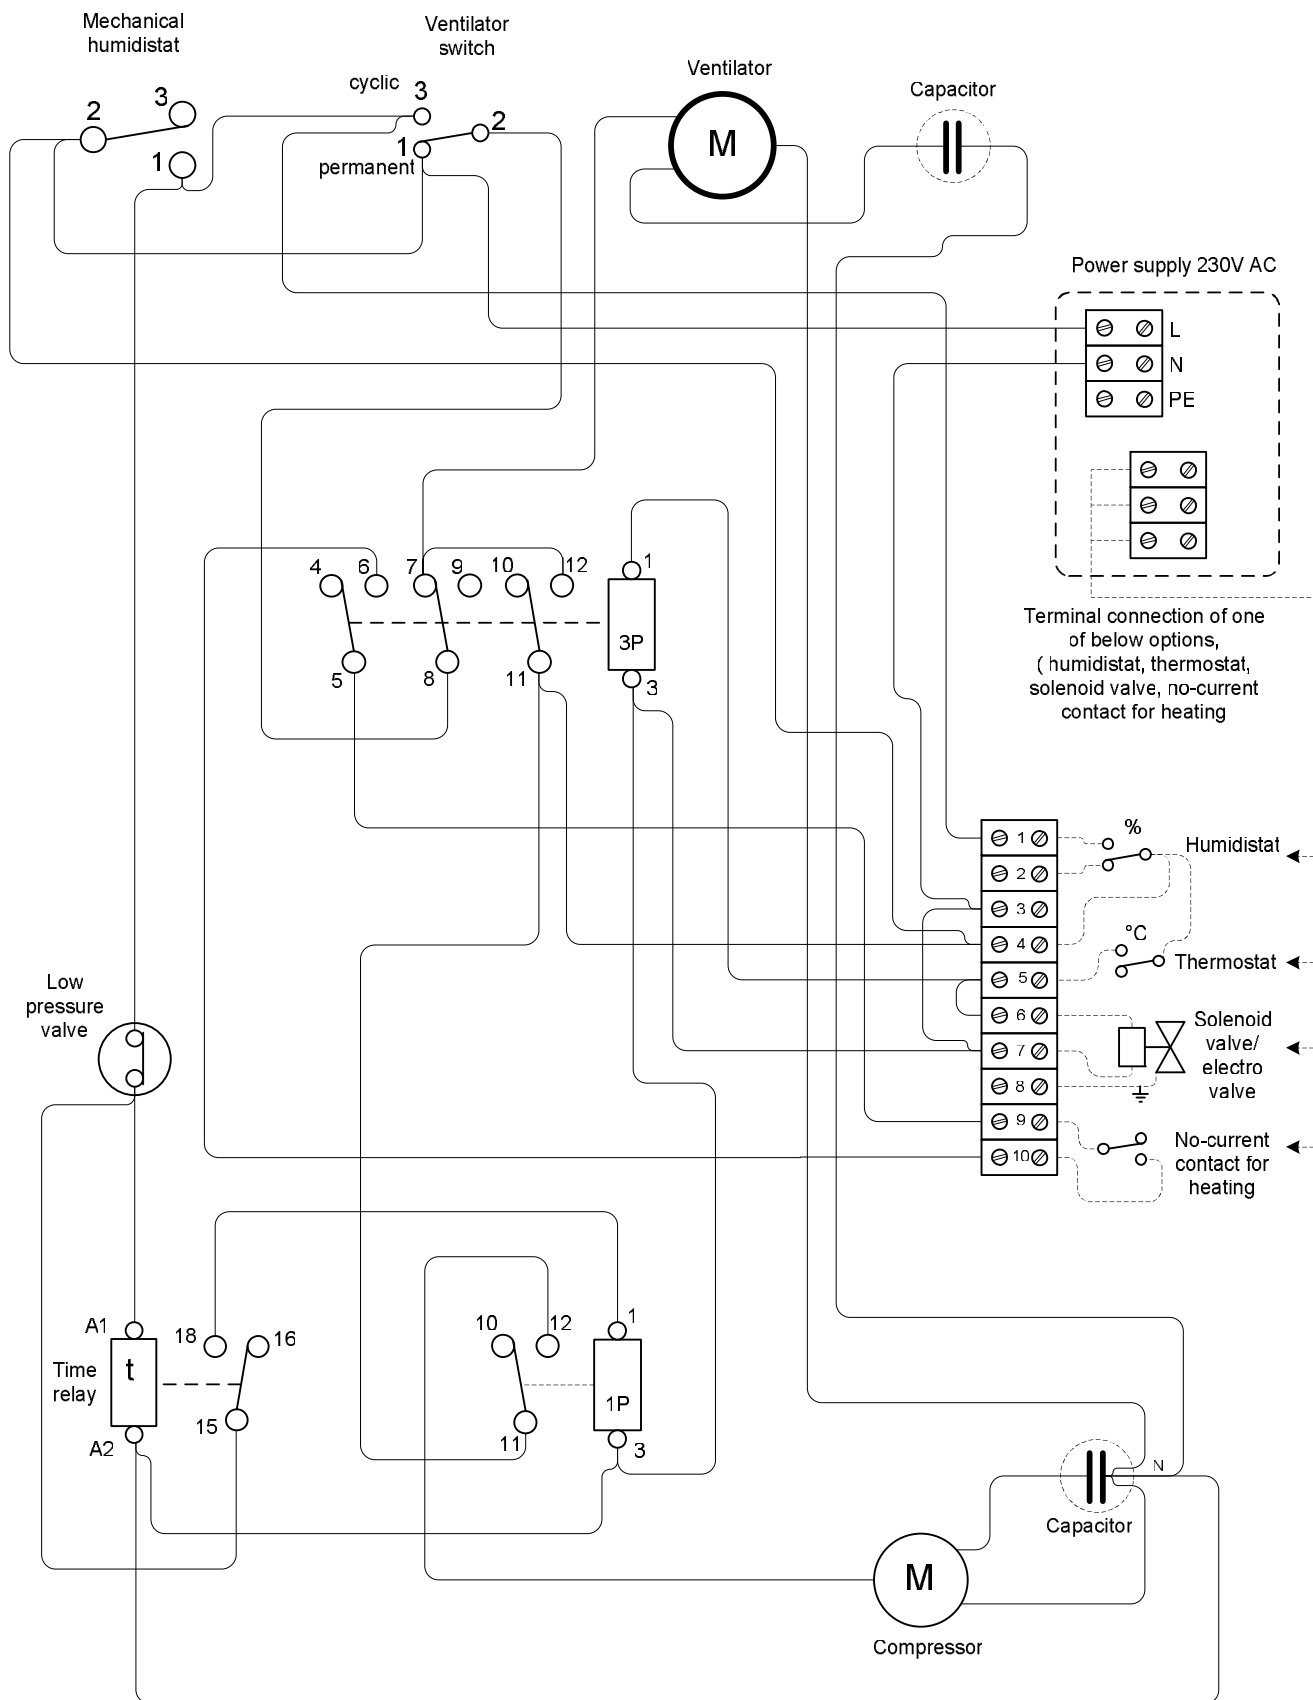 Mechanical
humidistat
Ventilator
switch
Ventilator
Capacitor
cyclic
3
2
3
1
2
1
permanent
M
Power supply 230V AC
L
N
PE
4
6
7
9
10
12
1
3P
3
5
8
11
Terminal connection of one
of below options,
( humidistat, thermostat,
solenoid valve, no-current
contact for heating
1
%
Humidistat
2
3
4
°C
Thermostat
5
6
Solenoid
valve/
electro
valve
7
8
9
No-current
contact for
heating
10
Low
pressure
valve
A1
18
16
10
12
1
t
Time
relay
1P
15
A2
11
3
N
Capacitor
M
Compressor